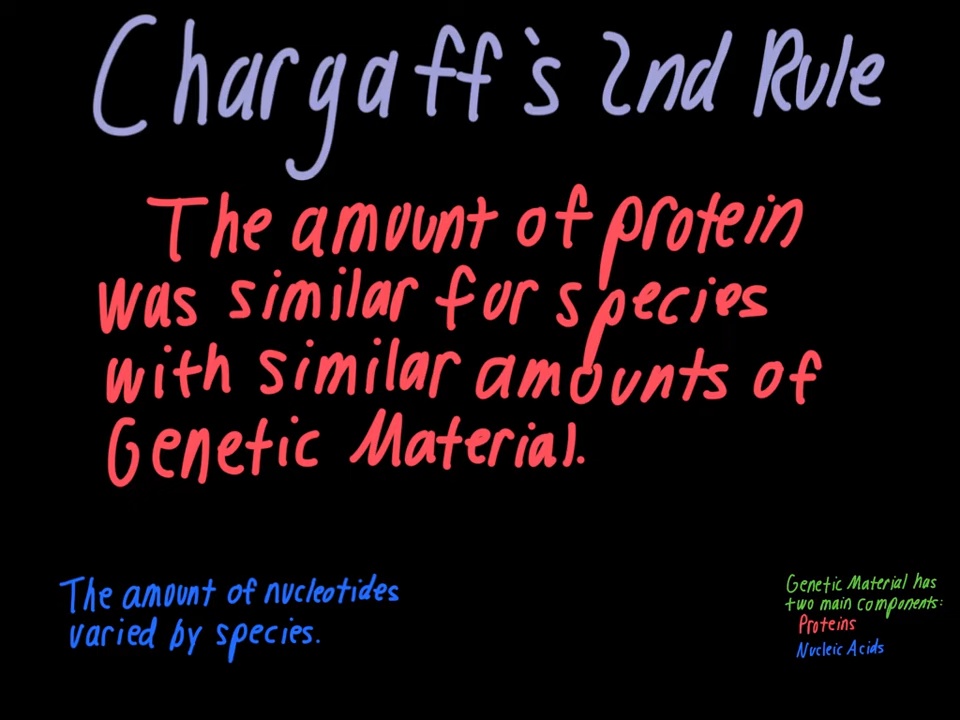 Chargaff's 2nd Rule
The amount of protein
was similar for species
with similar amounts of
Genetic Material.
The amount of nucleotides
varied by species.
Genetic Material has
two main components:
Proteins
Nucleic Acids